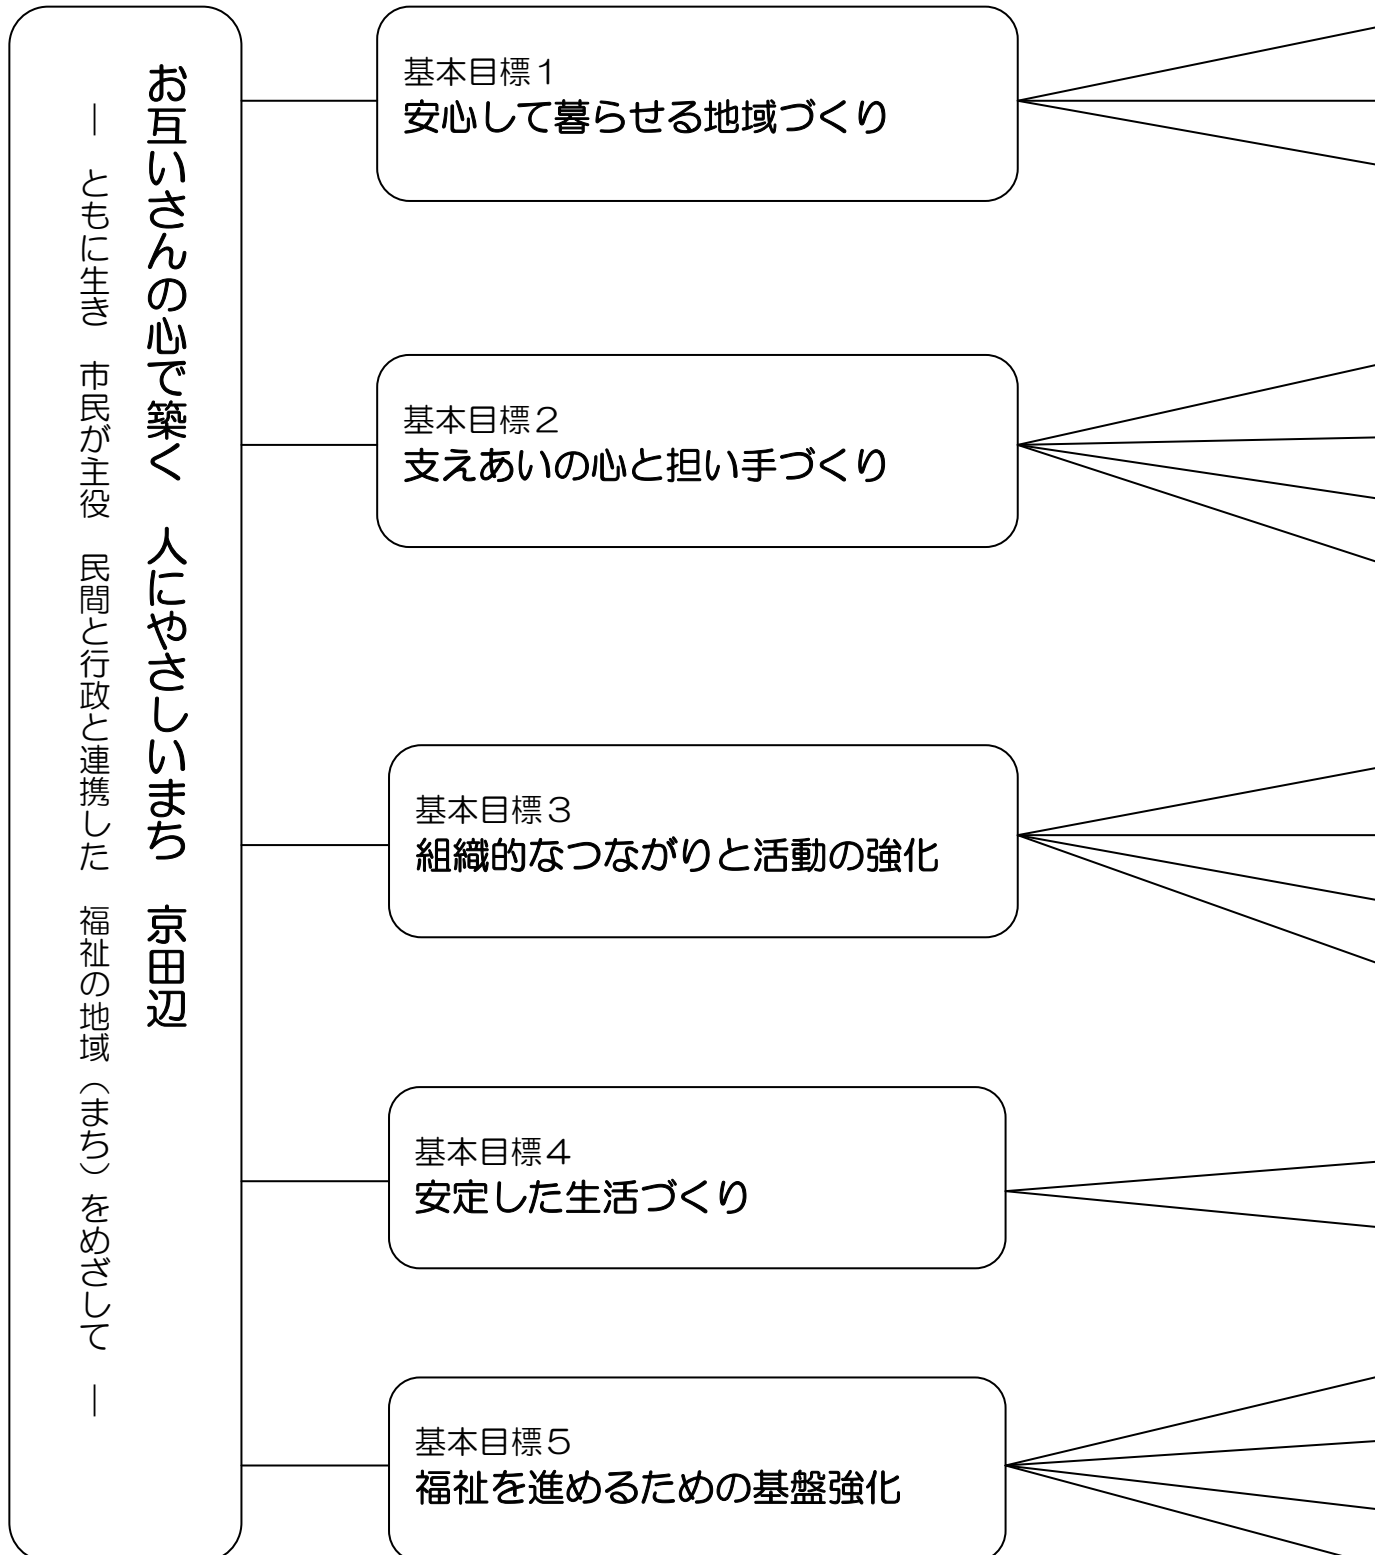 お互いさんの心で築く　人にやさしいまち　京田辺
―　ともに生き　市民が主役　民間と行政と連携した　福祉の地域（まち）をめざして　―
基本目標１
安心して暮らせる地域づくり
基本目標２
支えあいの心と担い手づくり
基本目標３
組織的なつながりと活動の強化
基本目標４
安定した生活づくり
基本目標５
福祉を進めるための基盤強化